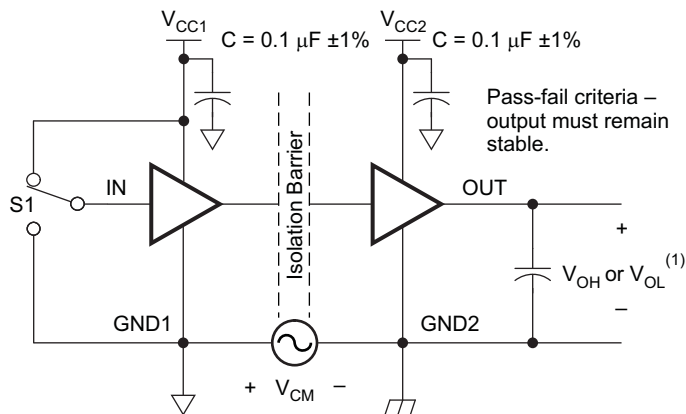 VCC1
C = 0.1 μF ±1%
VCC2
C = 0.1 μF ±1%
Pass-fail criteria –
output must remain
stable.
IN
OUT
S1
Isolation Barrier
+
VOH or VOL(1)
–
GND1
GND2
+ VCM –